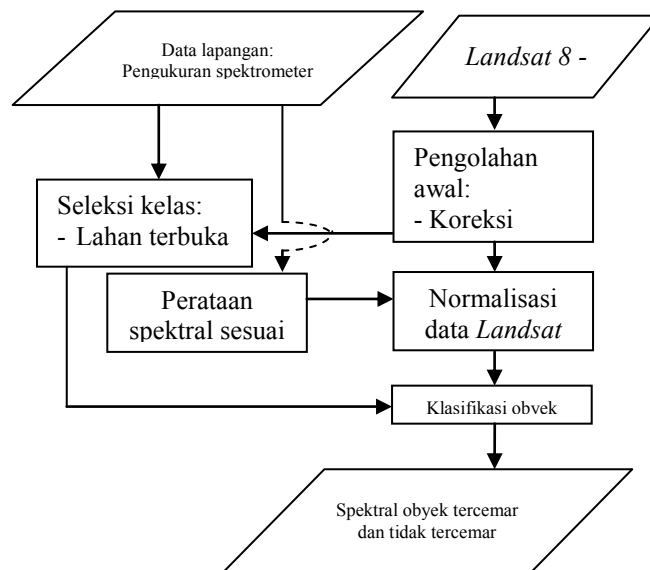 Data lapangan:
Pengukuran spektrometer
Landsat 8 -
Pengolahan
awal:
- Koreksi
Seleksi kelas:
- Lahan terbuka
Perataan
spektral sesuai
Normalisasi
data Landsat
Klasifikasi obyek
Spektral obyek tercemar
dan tidak tercemar